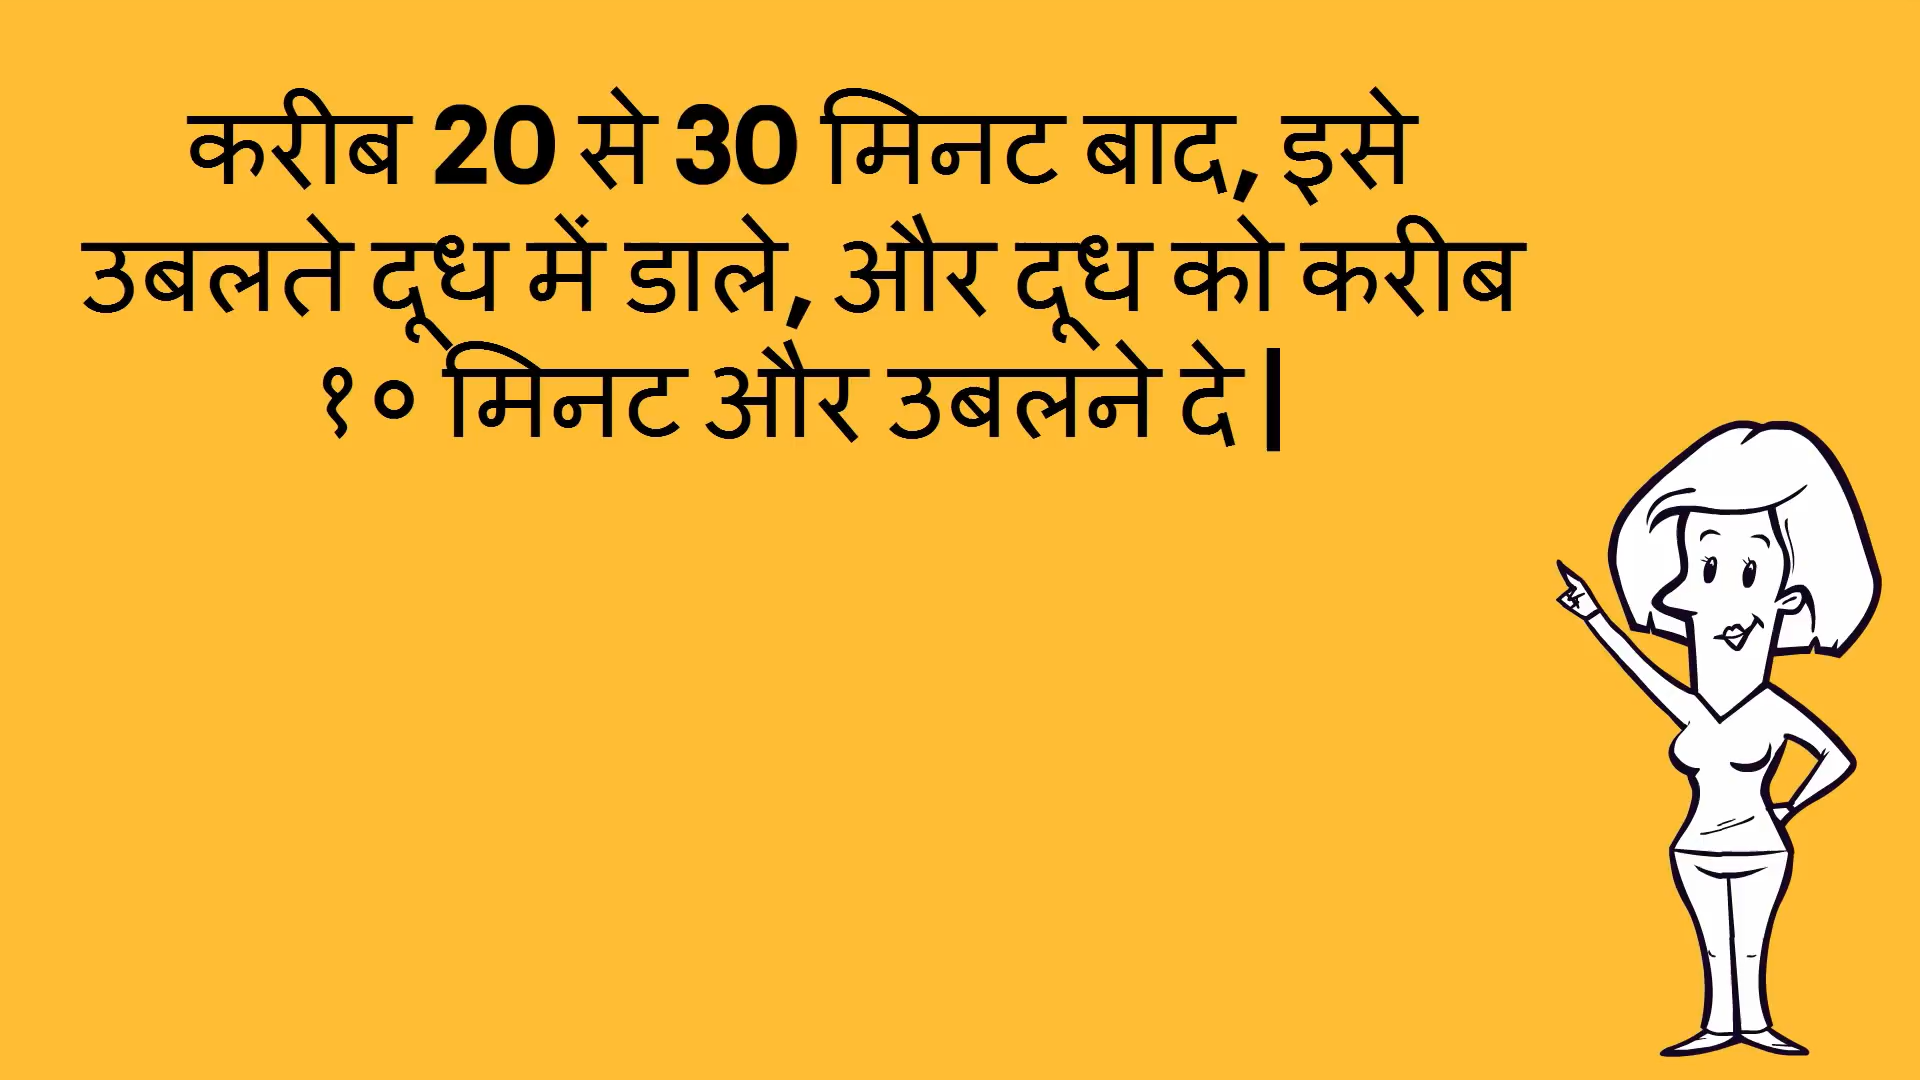 करीब 20 से 30 मिनट बाद, इसे
उबलते दूध में डाले, और दूध को करीब
१० मिनट और उबलने दे |